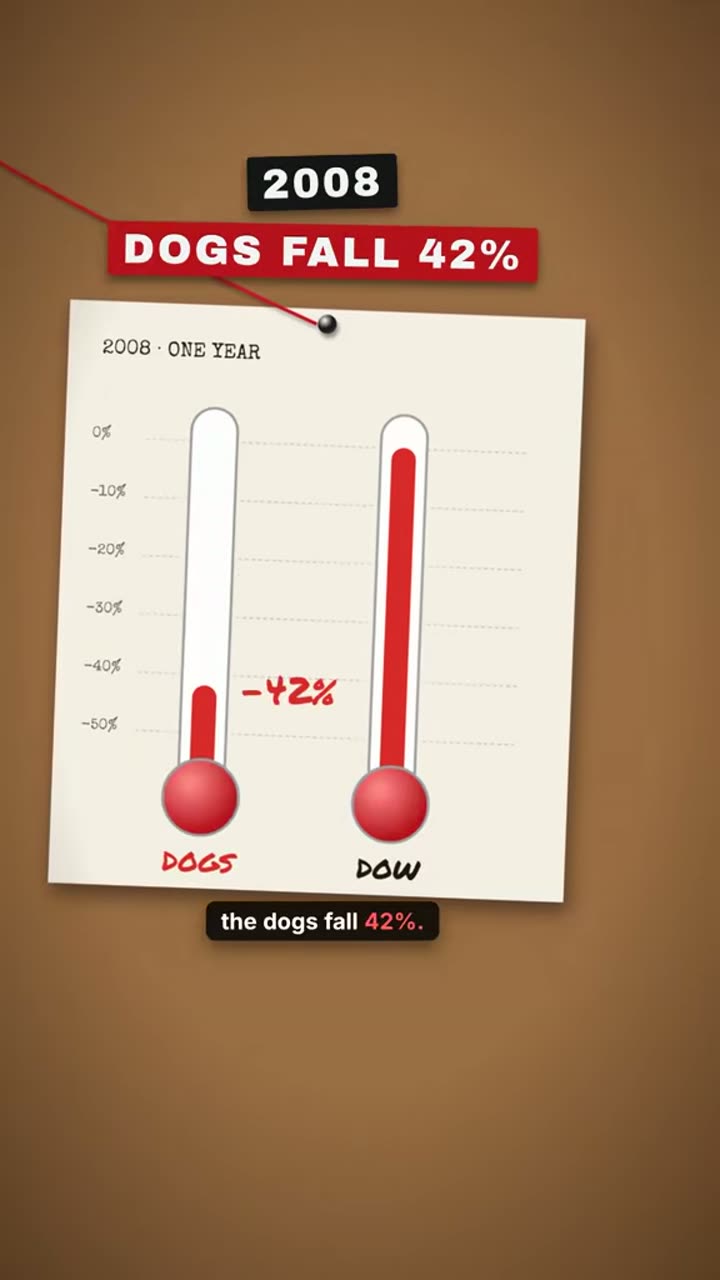 2008
DOGS FALL 42%
2008 · ONE YEAR
0%
-10%
-20%
-30%
-40%
-50%
-42%
DOGS
DOW
the dogs fall 42%.